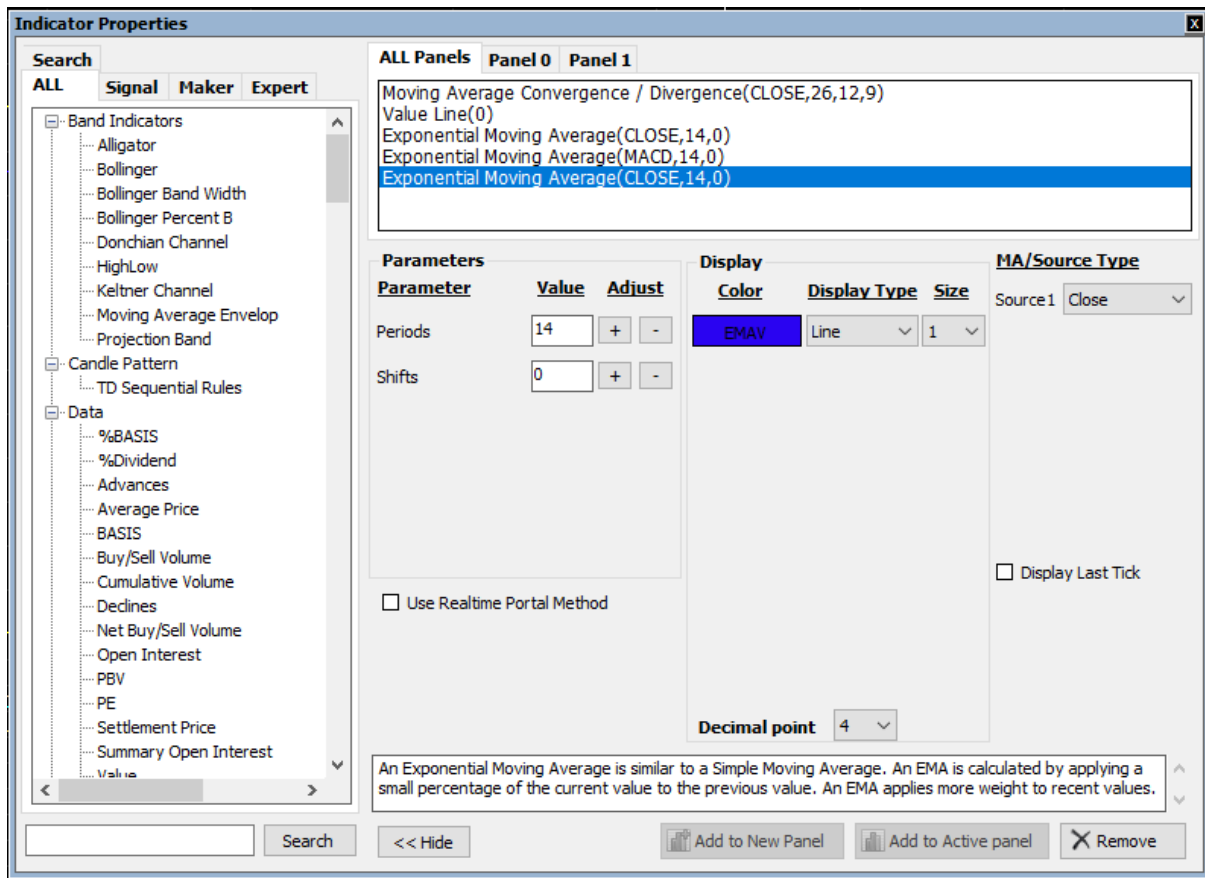 Indicator Properties
X
Search
ALL Signal Maker Expert
Band Indicators
Alligator
Bollinger
Bollinger Band Width
Bollinger Percent B
Donchian Channel
HighLow
Keltner Channel
Moving Average Envelop
Projection Band
Candle Pattern
TD Sequential Rules
Data
%BASIS
%Dividend
Advances
Average Price
BASIS
Buy/Sell Volume
Cumulative Volume
Declines
Net Buy/Sell Volume
Open Interest
PBV
PE
Settlement Price
Summary Open Interest
Value
Search
ALL Panels Panel 0 Panel 1
Moving Average Convergence / Divergence(CLOSE,26,12,9)
Value Line(0)
Exponential Moving Average(CLOSE,14,0)
Exponential Moving Average(MACD,14,0)
Exponential Moving Average(CLOSE,14,0)
Parameters
Parameter Value Adjust
Periods 14 + -
Shifts 0 + -
Use Realtime Portal Method
Display
Color Display Type Size
EMAV Line 1
Decimal point 4
MA/Source Type
Source1 Close
Display Last Tick
An Exponential Moving Average is similar to a Simple Moving Average. An EMA is calculated by applying a
small percentage of the current value to the previous value. An EMA applies more weight to recent values.
<< Hide Add to New Panel Add to Active panel Remove